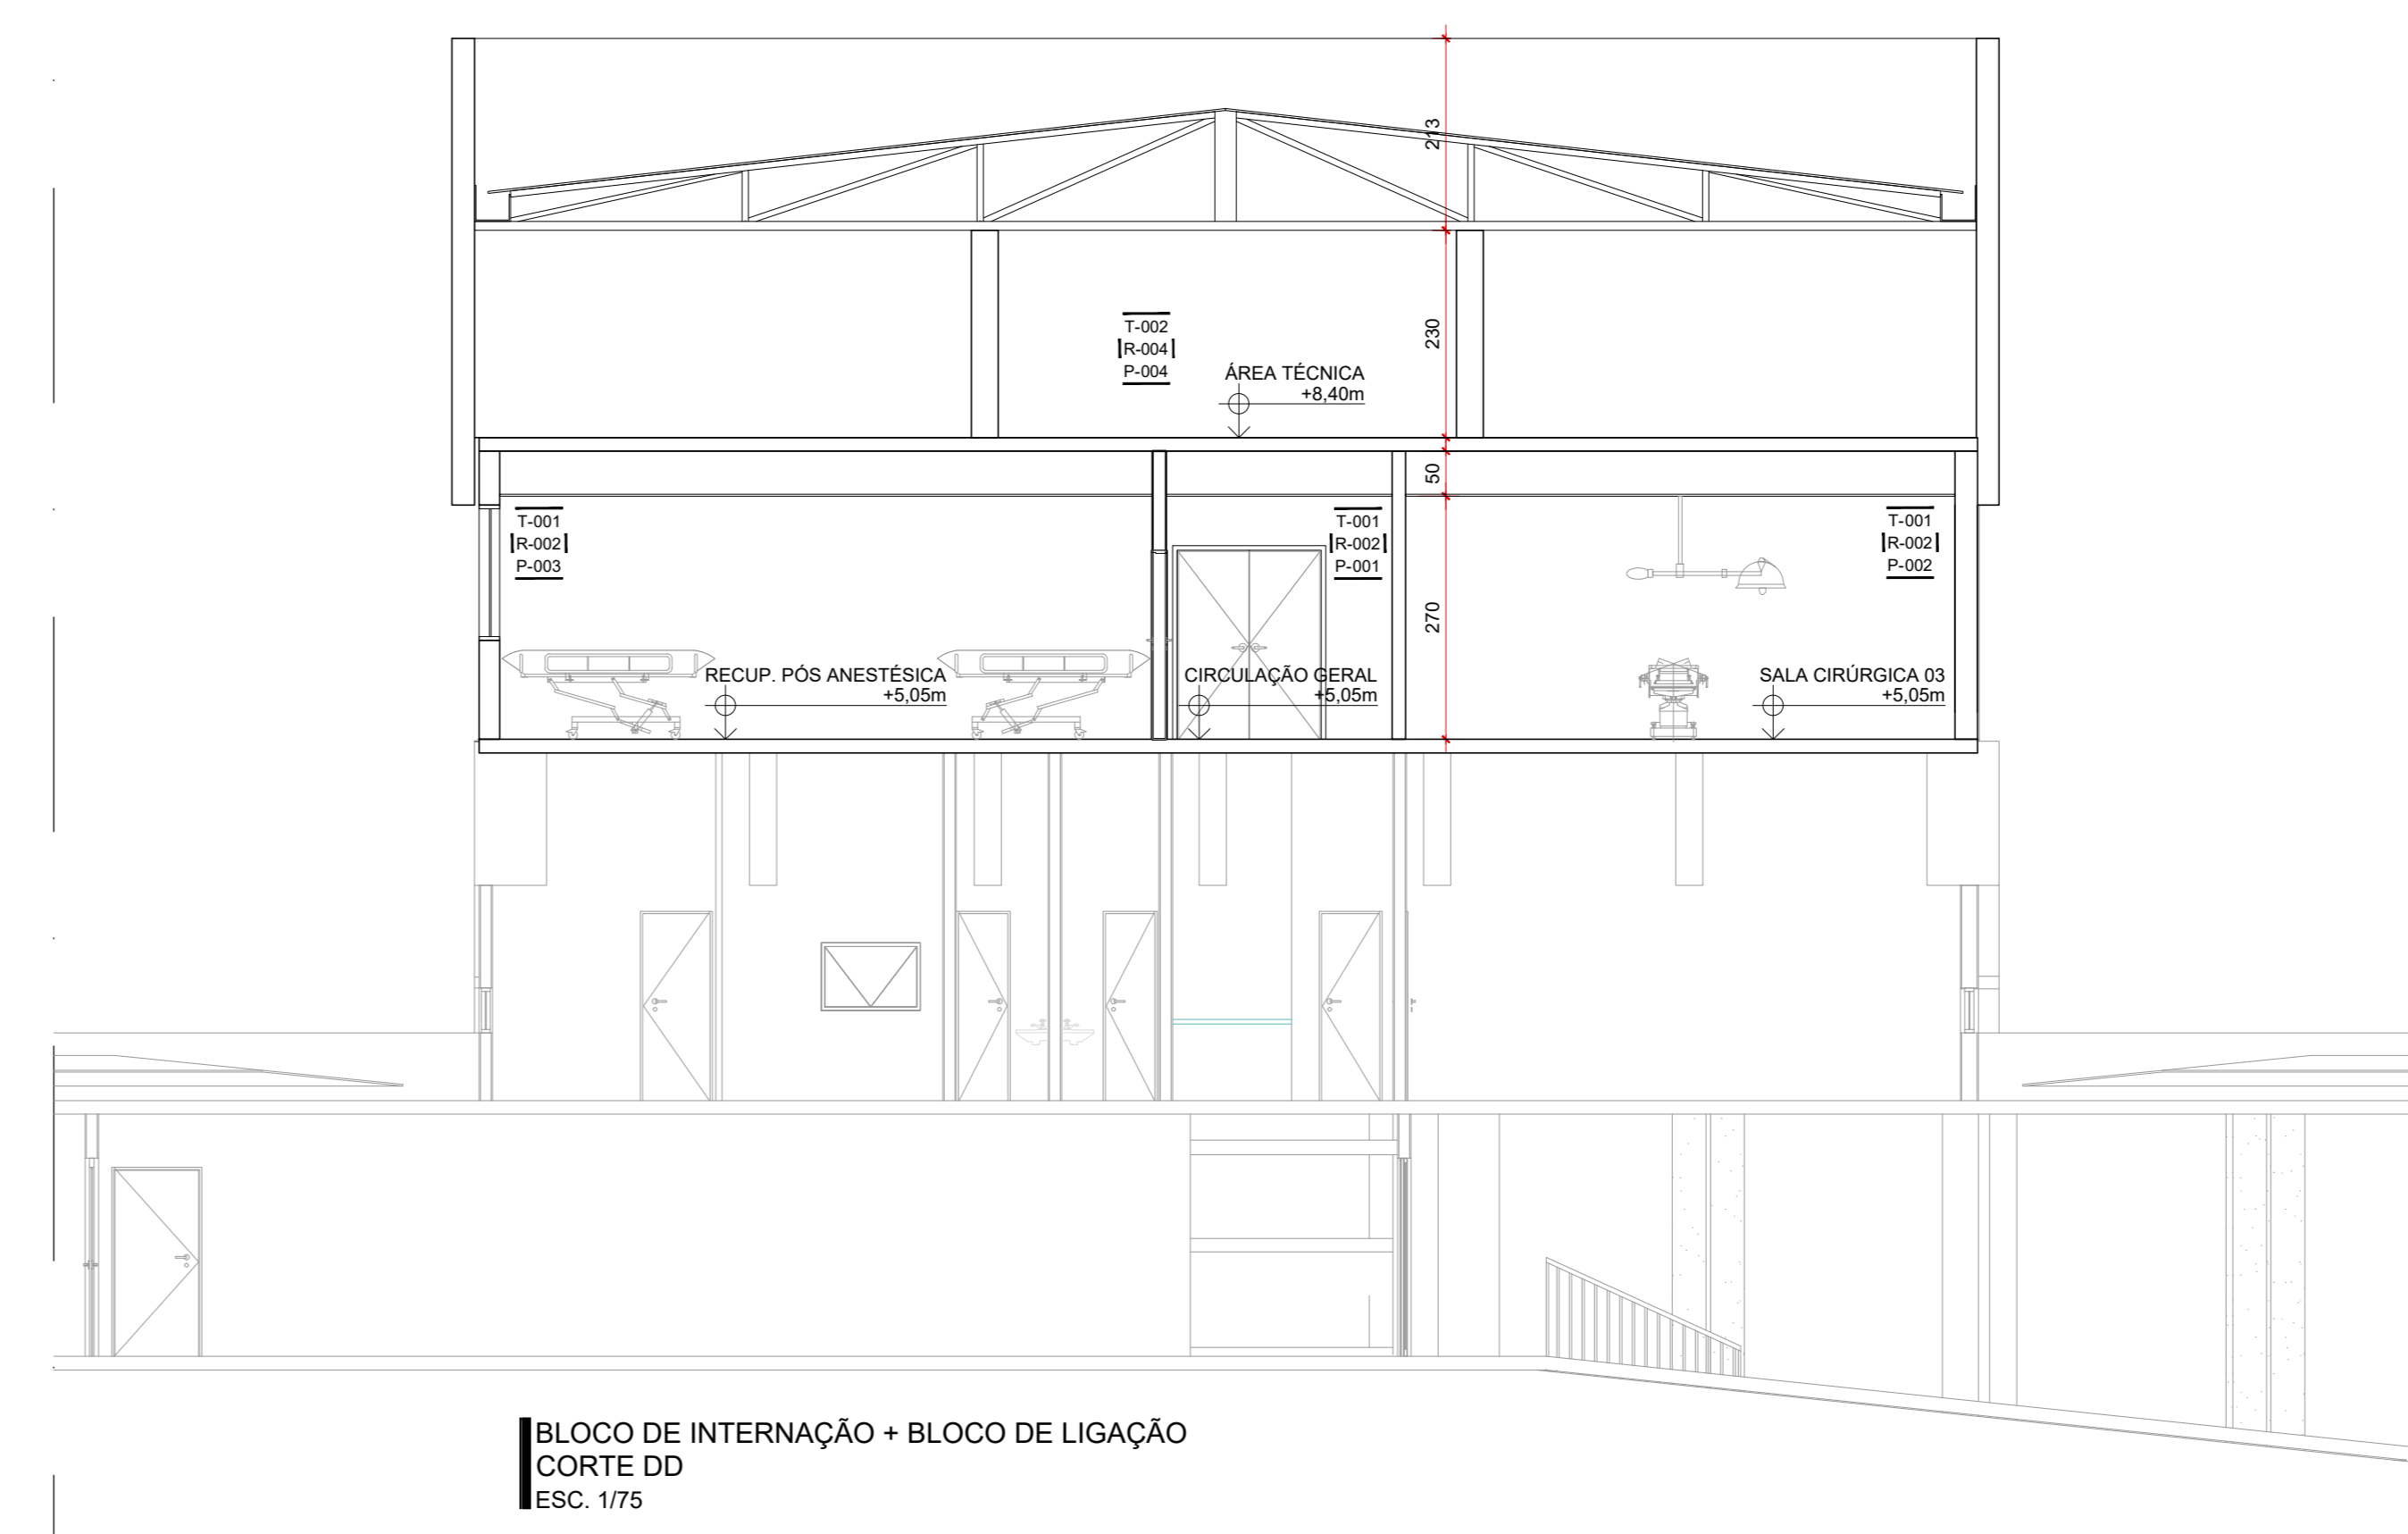 213
T-002
R-004
P-004
230
ÁREA TÉCNICA
+8,40m
50
T-001
R-002
P-003
T-001
R-002
P-001
T-001
R-002
P-002
270
RECUP. PÓS ANESTÉSICA
+5,05m
CIRCULAÇÃO GERAL
+5,05m
SALA CIRÚRGICA 03
+5,05m
BLOCO DE INTERNAÇÃO + BLOCO DE LIGAÇÃO
CORTE DD
ESC. 1/75